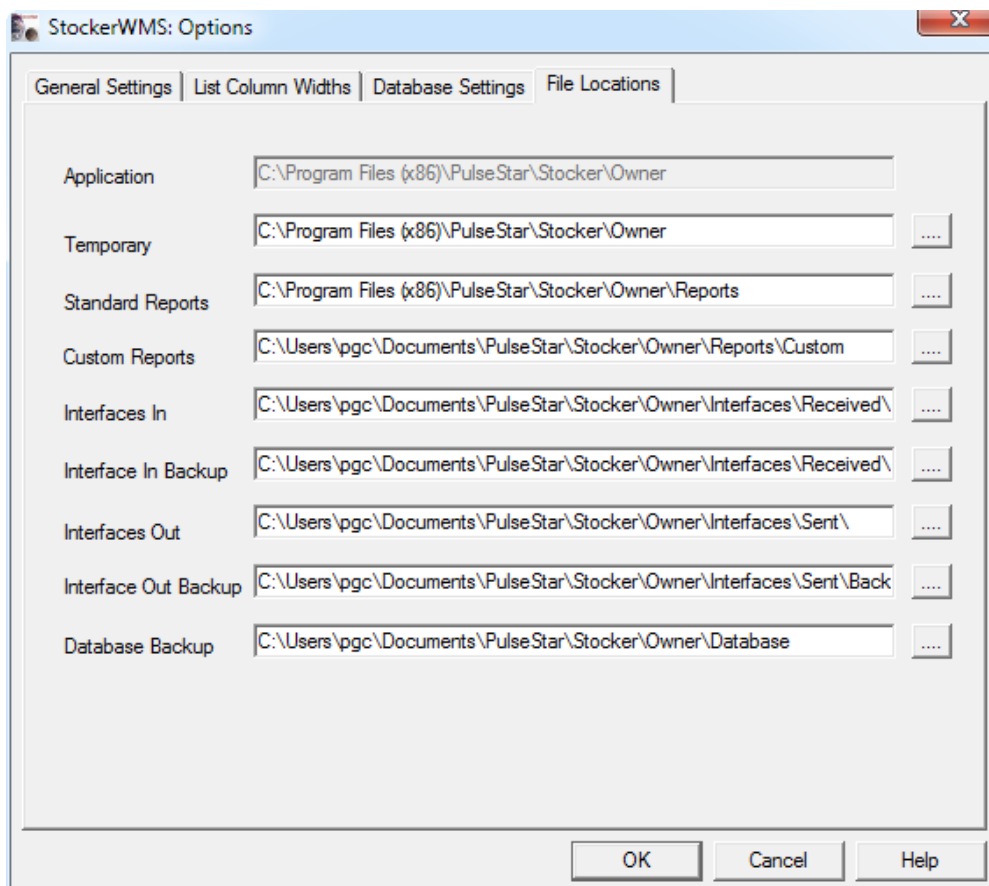 StockerWMS: Options
General Settings List Column Widths Database Settings File Locations
Application C:\Program Files (x86)\PulseStar\Stocker\Owner
Temporary C:\Program Files (x86)\PulseStar\Stocker\Owner ....
Standard Reports C:\Program Files (x86)\PulseStar\Stocker\Owner\Reports ....
Custom Reports C:\Users\pgc\Documents\PulseStar\Stocker\Owner\Reports\Custom ....
Interfaces In C:\Users\pgc\Documents\PulseStar\Stocker\Owner\Interfaces\Received\ ....
Interface In Backup C:\Users\pgc\Documents\PulseStar\Stocker\Owner\Interfaces\Received\ ....
Interfaces Out C:\Users\pgc\Documents\PulseStar\Stocker\Owner\Interfaces\Sent\ ....
Interface Out Backup C:\Users\pgc\Documents\PulseStar\Stocker\Owner\Interfaces\Sent\Back ....
Database Backup C:\Users\pgc\Documents\PulseStar\Stocker\Owner\Database ....
OK Cancel Help